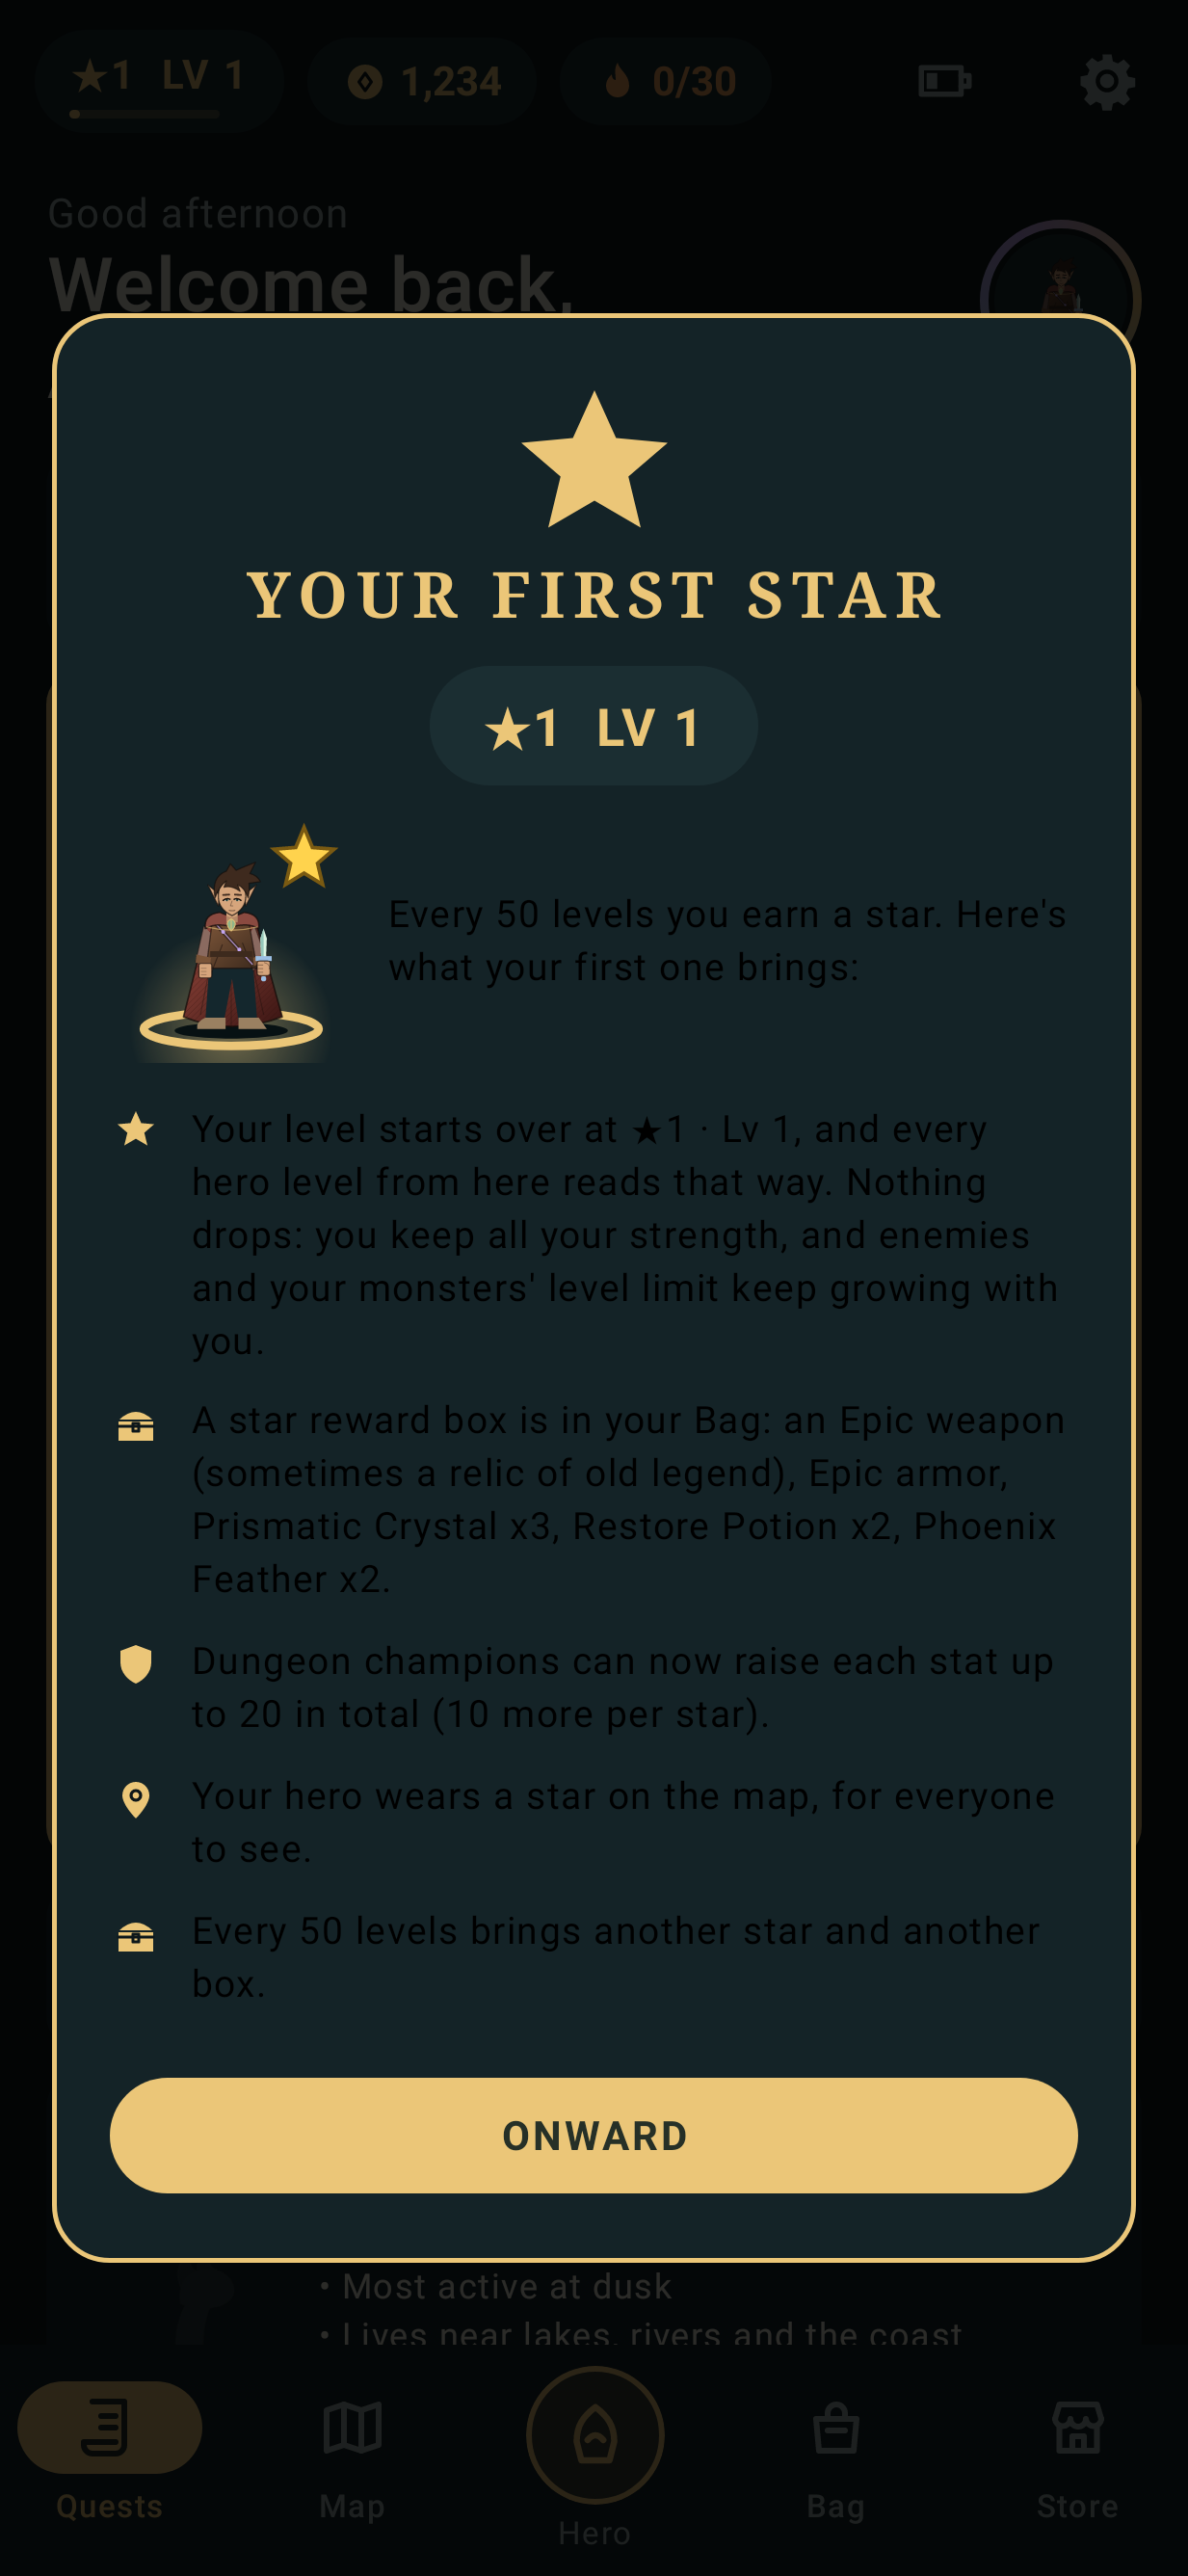 ★1 LV 1
1,234
0/30
Good afternoon
Welcome back,
YOUR FIRST STAR
★1 LV 1
Every 50 levels you earn a star. Here's
what your first one brings:
Your level starts over at ★1 · Lv 1, and every
hero level from here reads that way. Nothing
drops: you keep all your strength, and enemies
and your monsters' level limit keep growing with
you.
A star reward box is in your Bag: an Epic weapon
(sometimes a relic of old legend), Epic armor,
Prismatic Crystal x3, Restore Potion x2, Phoenix
Feather x2.
Dungeon champions can now raise each stat up
to 20 in total (10 more per star).
Your hero wears a star on the map, for everyone
to see.
Every 50 levels brings another star and another
box.
ONWARD
• Most active at dusk
• Lives near lakes, rivers and the coast
Quests
Map
Hero
Bag
Store